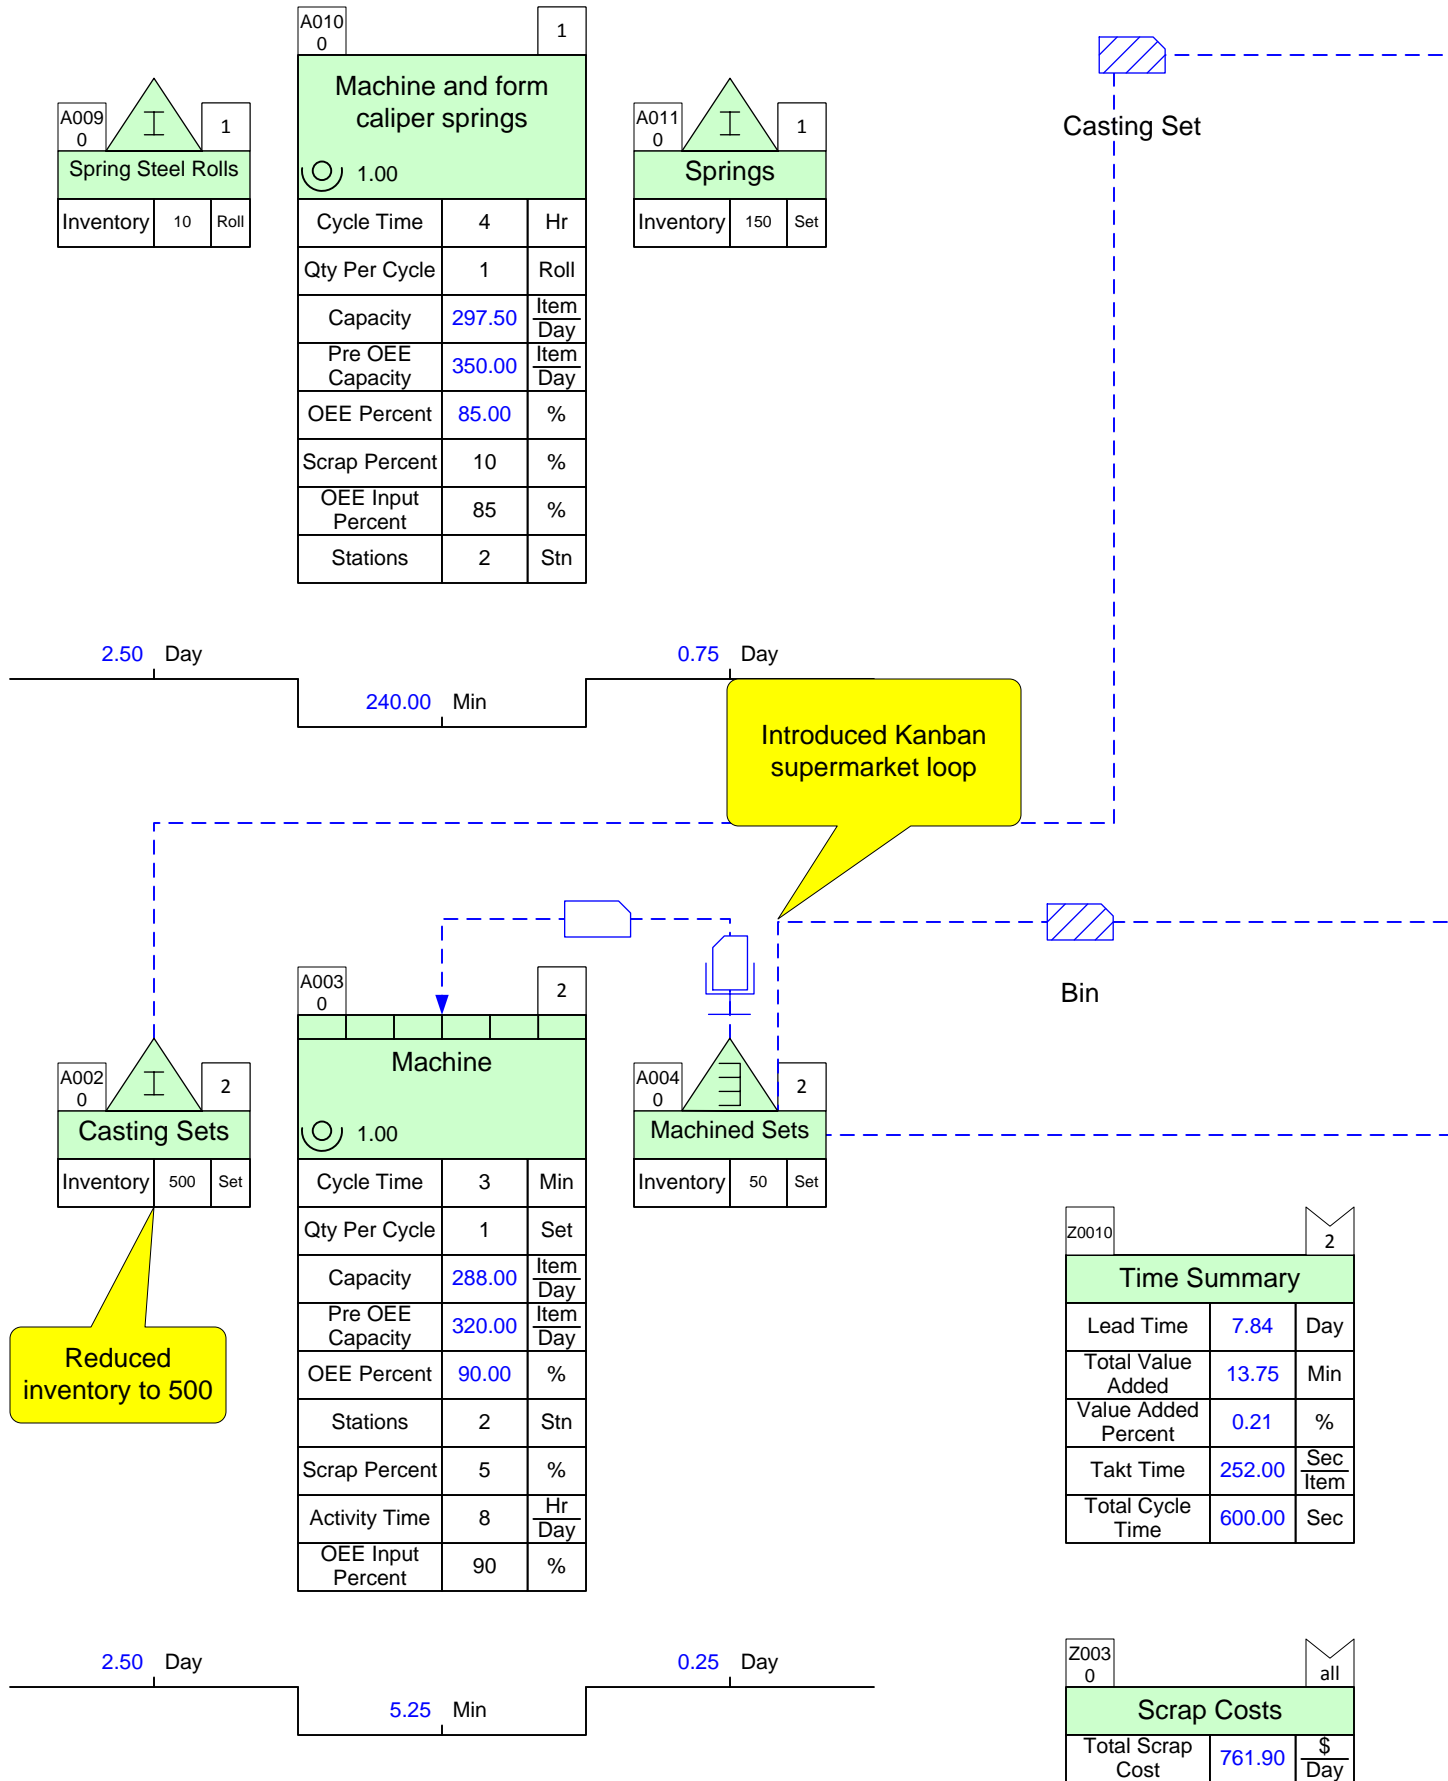 A010
0
1
Machine and form
caliper springs
1.00
Cycle Time 4 Hr
Qty Per Cycle 1 Roll
Capacity 297.50 Item
Day
Pre OEE
Capacity 350.00 Item
Day
OEE Percent 85.00 %
Scrap Percent 10 %
OEE Input
Percent 85 %
Stations 2 Stn
A009
0
1
Spring Steel Rolls
Inventory 10 Roll
A011
0
1
Springs
Inventory 150 Set
Casting Set
2.50 Day
240.00 Min
0.75 Day
Introduced Kanban
supermarket loop
Bin
A002
0
2
Casting Sets
Inventory 500 Set
Reduced
inventory to 500
A003
0
2
Machine
1.00
Cycle Time 3 Min
Qty Per Cycle 1 Set
Capacity 288.00 Item
Day
Pre OEE
Capacity 320.00 Item
Day
OEE Percent 90.00 %
Stations 2 Stn
Scrap Percent 5 %
Activity Time 8 Hr
Day
OEE Input
Percent 90 %
A004
0
2
Machined Sets
Inventory 50 Set
Z0010
2
Time Summary
Lead Time 7.84 Day
Total Value
Added 13.75 Min
Value Added
Percent 0.21 %
Takt Time 252.00 Sec
Item
Total Cycle
Time 600.00 Sec
2.50 Day
5.25 Min
0.25 Day
Z003
0
all
Scrap Costs
Total Scrap
Cost 761.90 $
Day